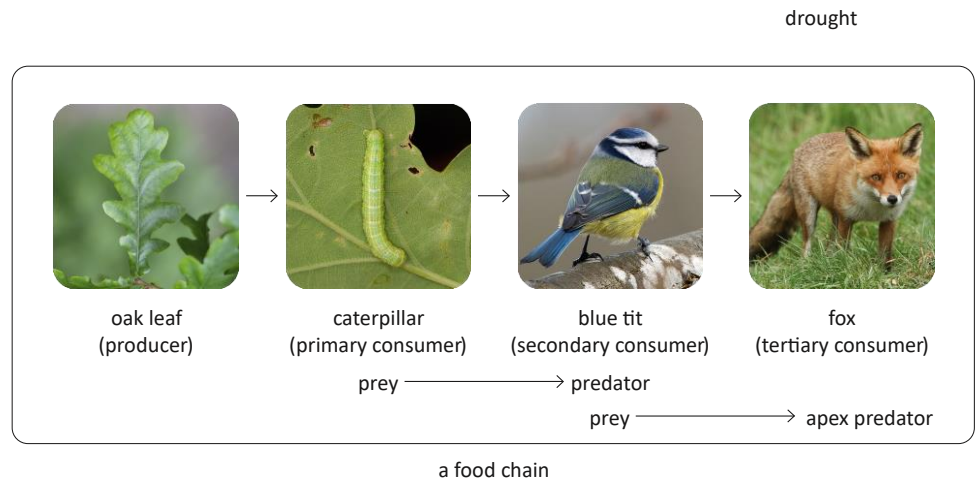 drought
oak leaf
(producer)
caterpillar
(primary consumer)
blue tit
(secondary consumer)
fox
(tertiary consumer)
prey
predator
prey
apex predator
a food chain